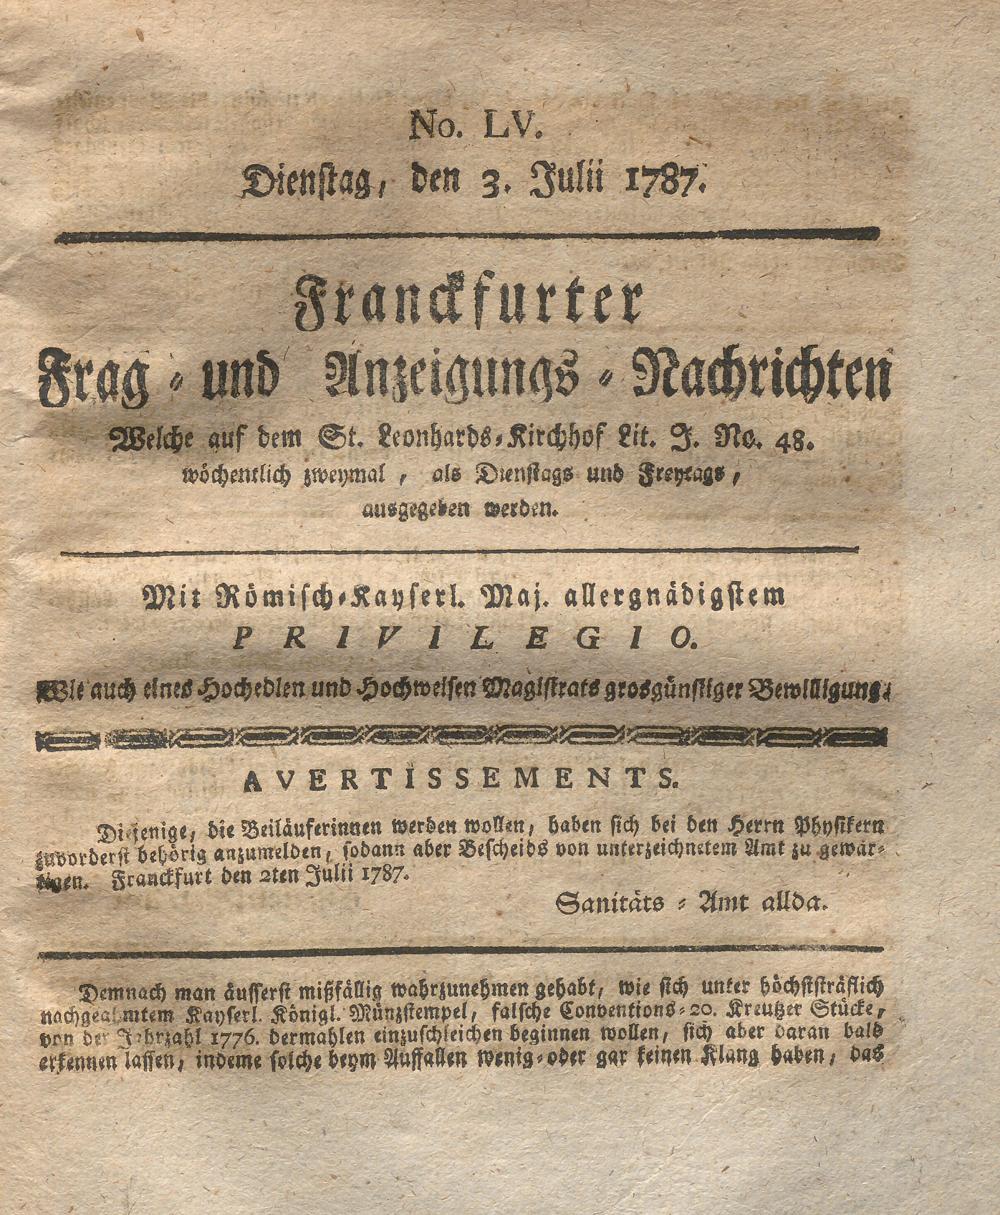 No. LV.
Dienstag, den 3. Julii 1787.
Franckfurter
Frag- und Anzeigungs-Nachrichten
Welche auf dem St. Leonhards-Kirchhof Lit. J. No. 48.
wöchentlich zweymal, als Dienstags und Freytags,
ausgegeben werden.
Mit Römisch-Kayserl. Maj. allergnädigstem
PRIVILEGIO.
Wie auch eines Hochedlen und Hochweisen Magistrats grosgünstiger Bewilligung.
AVERTISSEMENTS.
Diejenige, die Beiläuferinnen werden wollen, haben sich bei den Herrn Physikern
zuvorderst behörig anzumelden, sodann aber Bescheids von unterzeichnetem Amt zu gewär-
tigen. Franckfurt den 2ten Julii 1787.
Sanitäts-Amt allda.
Demnach man äusserst mißfällig wahrzunehmen gehabt, wie sich unter höchststräflich
nachgeahmtem Kayserl. Königl. Münzstempel, falsche Conventions-20. Kreutzer Stücke,
von der Jahrzahl 1776. dermahlen einzuschleichen beginnen wollen, sich aber daran bald
erkennen lassen, indeme solche beym Auffallen wenig-oder gar keinen Klang haben, das